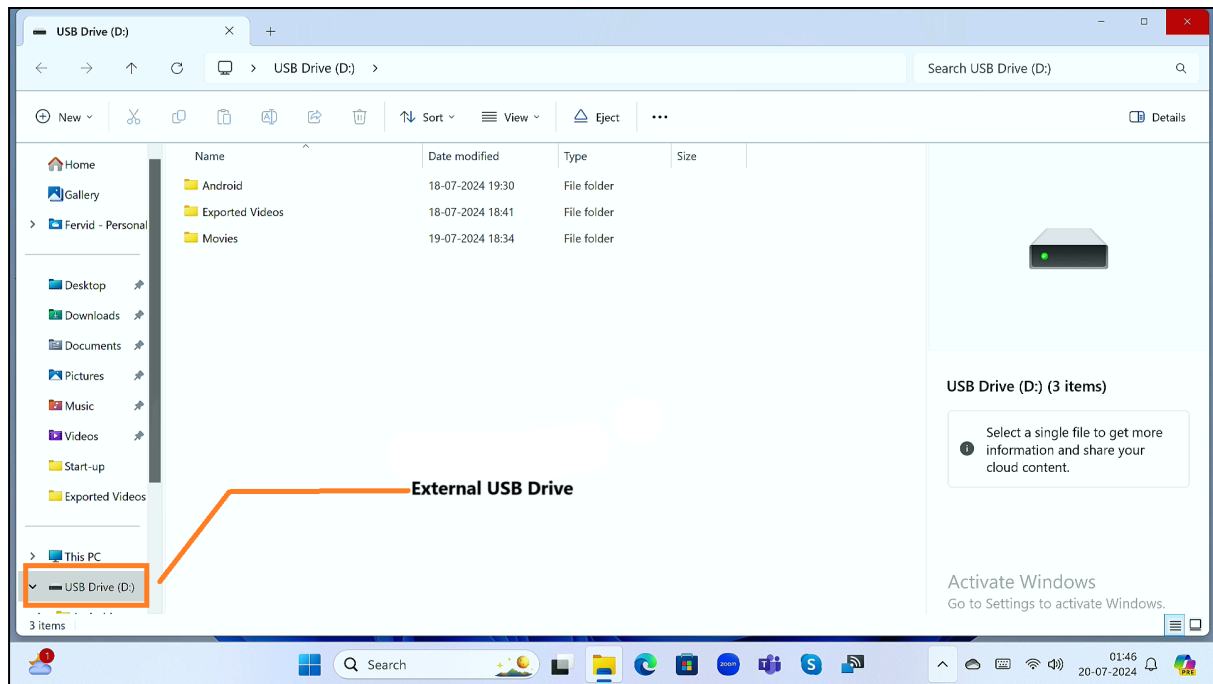 USB Drive (D:)
USB Drive (D:)
Search USB Drive (D:)
New
Sort
View
Eject
Details
Name Date modified Type Size
Android 18-07-2024 19:30 File folder
Exported Videos 18-07-2024 18:41 File folder
Movies 19-07-2024 18:34 File folder
Home
Gallery
Fervid - Personal
Desktop
Downloads
Documents
Pictures
Music
Videos
Start-up
Exported Videos
This PC
USB Drive (D:)
3 items
External USB Drive
USB Drive (D:) (3 items)
Select a single file to get more
information and share your
cloud content.
Activate Windows
Go to Settings to activate Windows.
1
Search
zoom
S
01:46
20-07-2024
PRE